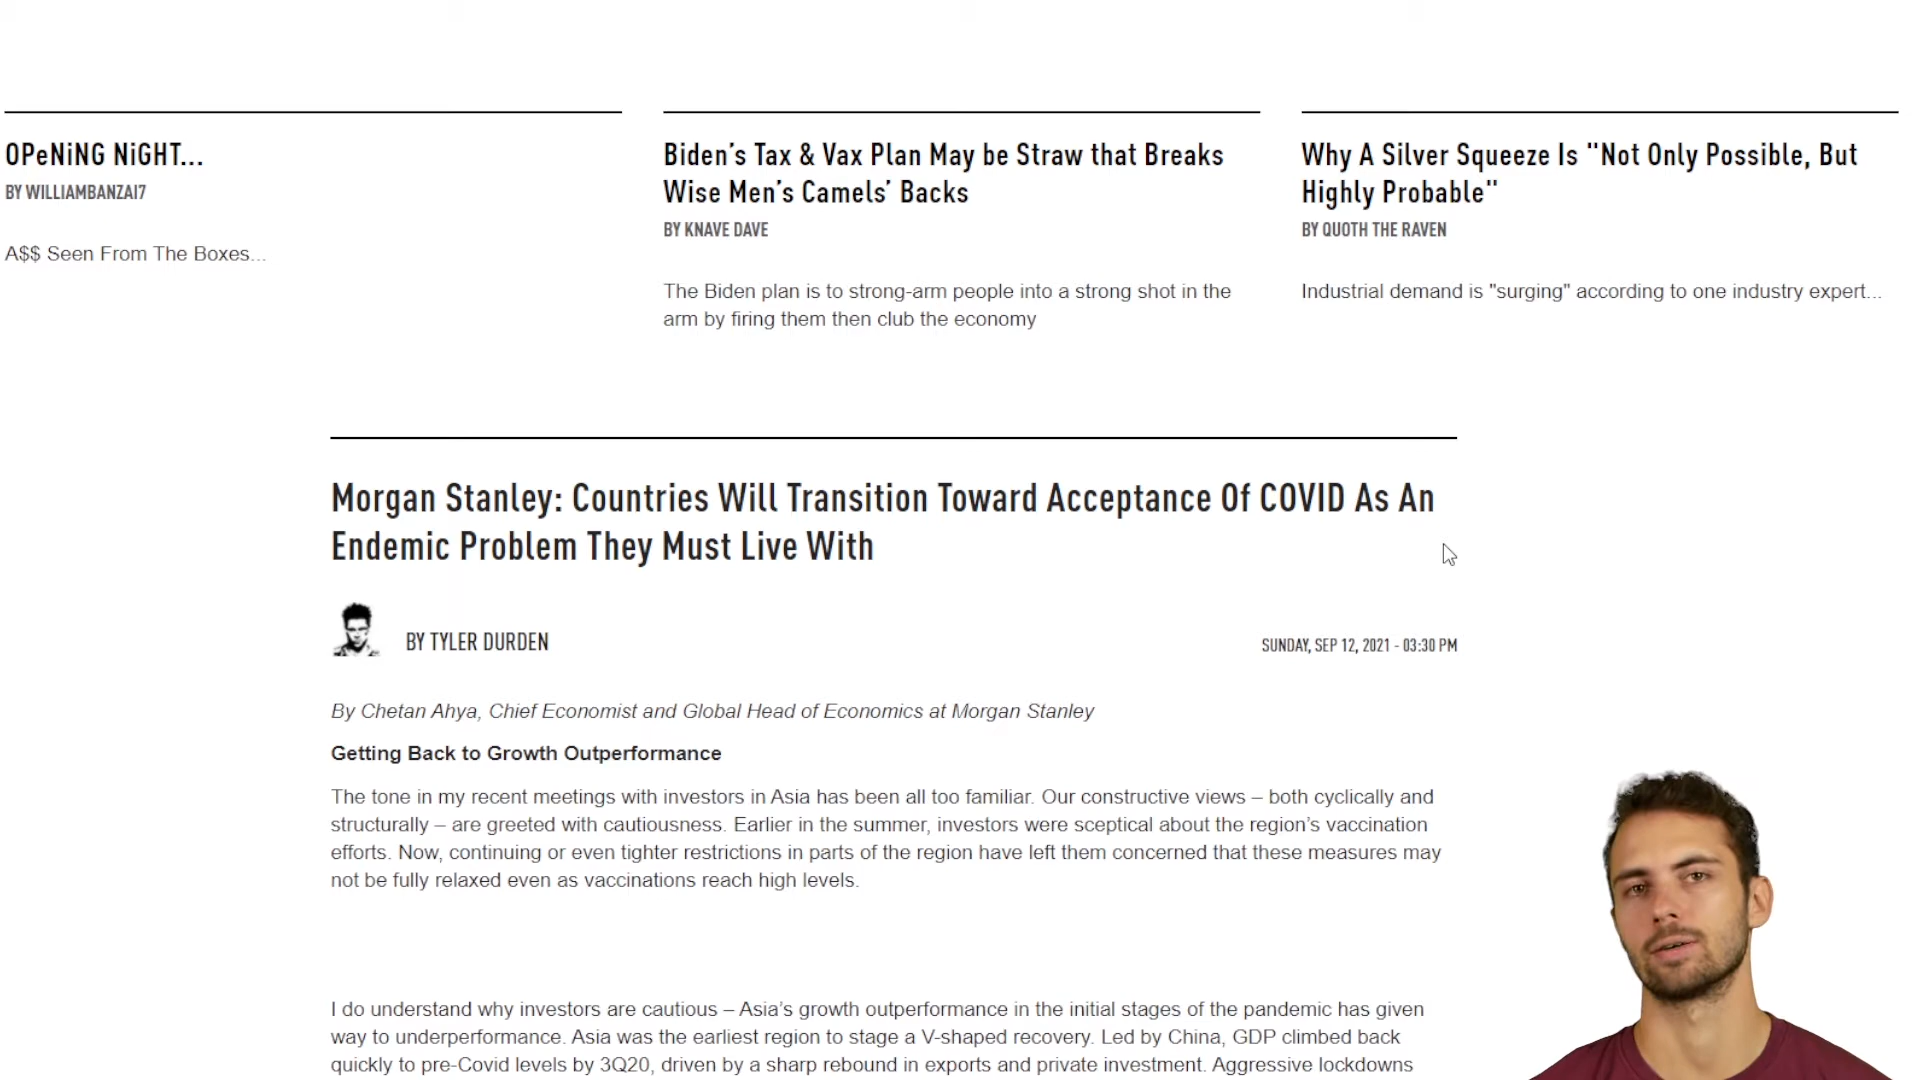 OPeNiNG NiGHT...
BY WILLIAMBANZAI7
A$$ Seen From The Boxes...
Biden’s Tax & Vax Plan May be Straw that Breaks
Wise Men’s Camels’ Backs
BY KNAVE DAVE
The Biden plan is to strong-arm people into a strong shot in the
arm by firing them then club the economy
Why A Silver Squeeze Is "Not Only Possible, But
Highly Probable"
BY QUOTH THE RAVEN
Industrial demand is "surging" according to one industry expert...
Morgan Stanley: Countries Will Transition Toward Acceptance Of COVID As An
Endemic Problem They Must Live With
BY TYLER DURDEN
SUNDAY, SEP 12, 2021 - 03:30 PM
By Chetan Ahya, Chief Economist and Global Head of Economics at Morgan Stanley
Getting Back to Growth Outperformance
The tone in my recent meetings with investors in Asia has been all too familiar. Our constructive views – both cyclically and
structurally – are greeted with cautiousness. Earlier in the summer, investors were sceptical about the region’s vaccination
efforts. Now, continuing or even tighter restrictions in parts of the region have left them concerned that these measures may
not be fully relaxed even as vaccinations reach high levels.
I do understand why investors are cautious – Asia’s growth outperformance in the initial stages of the pandemic has given
way to underperformance. Asia was the earliest region to stage a V-shaped recovery. Led by China, GDP climbed back
quickly to pre-Covid levels by 3Q20, driven by a sharp rebound in exports and private investment. Aggressive lockdowns